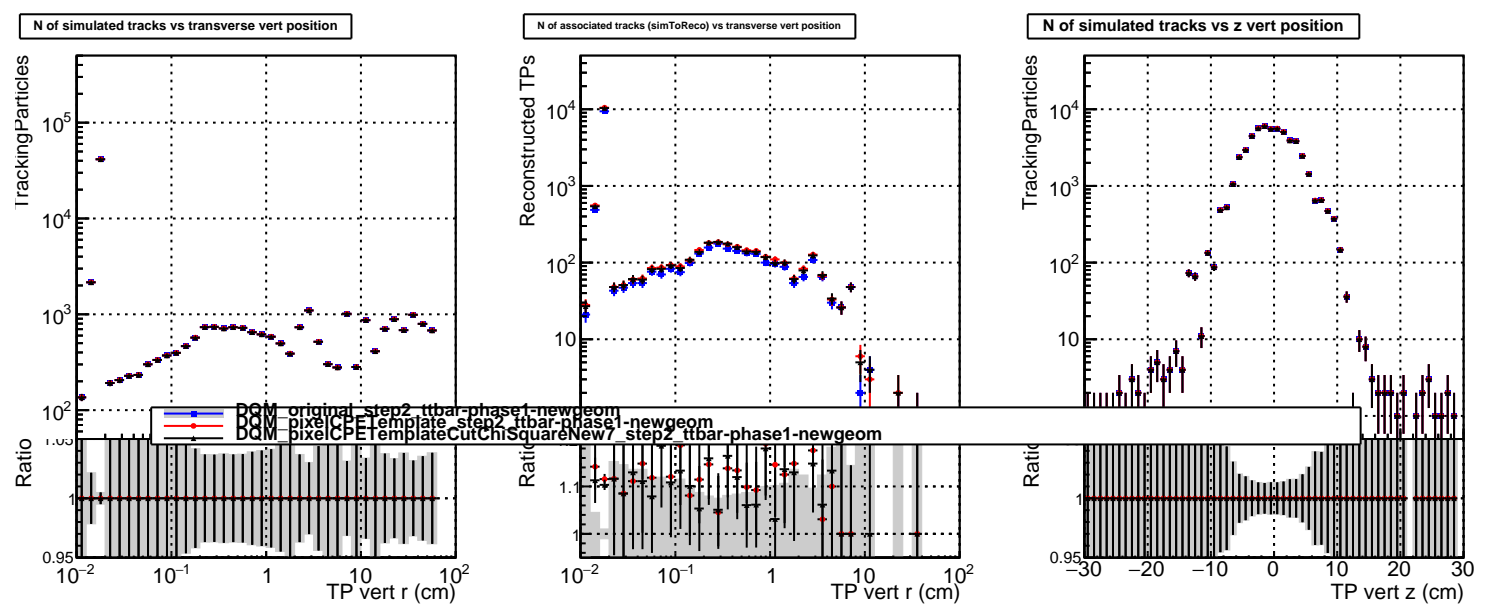 N of simulated tracks vs transverse vert position
N of associated tracks (simToReco) vs transverse vert position
N of simulated tracks vs z vert position
TrackingParticles
10^5
10^4
10^3
10^2
Reconstructed TPs
10^4
10^3
10^2
10
TrackingParticles
10^4
10^3
10^2
10
DQM_original_step2_ttbar-phase1-newgeom
DQM_pixelCPETemplate_step2_ttbar-phase1-newgeom
DQM_pixelCPETemplateCutChiSquareNew7_step2_ttbar-phase1-newgeom
Ratio
1.05
1
0.95
10^−2 10^−1 1 10 10^2
TP vert r (cm)
Ratio
1.1
1
10^−2 10^−1 1 10 10^2
TP vert r (cm)
Ratio
1
0.95
−30 −20 −10 0 10 20 30
TP vert z (cm)